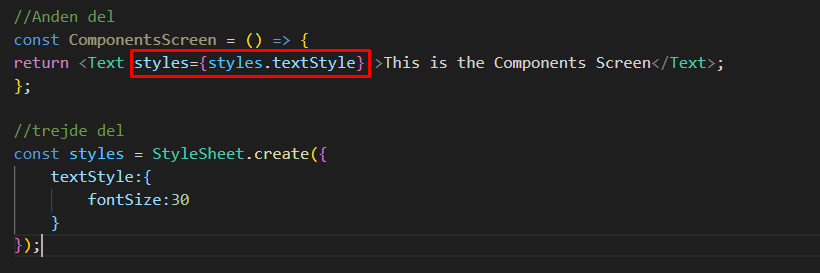 //Anden del
const ComponentsScreen = () => {
return <Text styles={styles.textStyle} >This is the Components Screen</Text>;
};
//trejde del
const styles = StyleSheet.create({
textStyle:{
fontSize:30
}
});